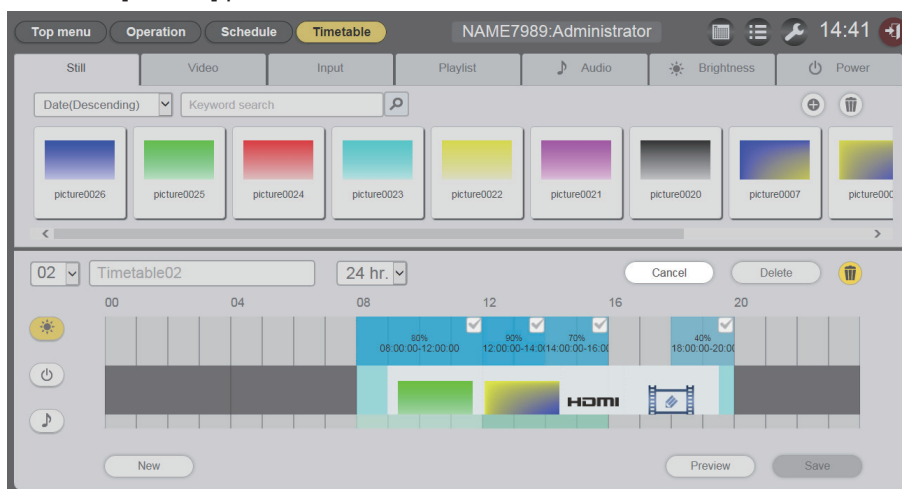 Top menu Operation Schedule Timetable NAME7989:Administrator 14:41
Still Video Input Playlist Audio Brightness Power
Date(Descending) Keyword search
picture0026 picture0025 picture0024 picture0023 picture0022 picture0021 picture0020 picture0007 picture000
02 Timetable02 24 hr. Cancel Delete
00 04 08 12 16 20
80% 90% 70% 40%
08:00:00-12:00:00 12:00:00-14:0( 14:00:00-16:0( 18:00:00-20:0(
HDMI
New Preview Save